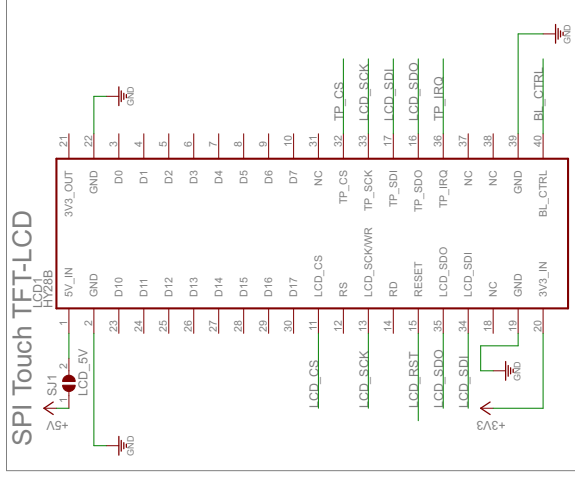 SPI Touch TFT-LCD
LCD1
HY28B
+5V
SJ1
1 2
LCD_5V
1 5V_IN 3V3_OUT 21
GND 2 GND GND 22 GND
23 D10 D0 3
24 D11 D1 4
25 D12 D2 5
26 D13 D3 6
27 D14 D4 7
28 D15 D5 8
29 D16 D6 9
30 D17 D7 10
LCD_CS 11 LCD_CS NC 31
12 RS TP_CS 32 TP_CS
LCD_SCK 13 LCD_SCK/WR TP_SCK 33 LCD_SCK
14 RD TP_SDI 17 LCD_SDI
LCD_RST 15 RESET TP_SDO 16 LCD_SDO
LCD_SDO 35 LCD_SDO TP_IRQ 36 TP_IRQ
LCD_SDI 34 LCD_SDI NC 37
18 NC NC 38
GND 19 GND GND 39 GND
+3V3 20 3V3_IN BL_CTRL 40 BL_CTRL